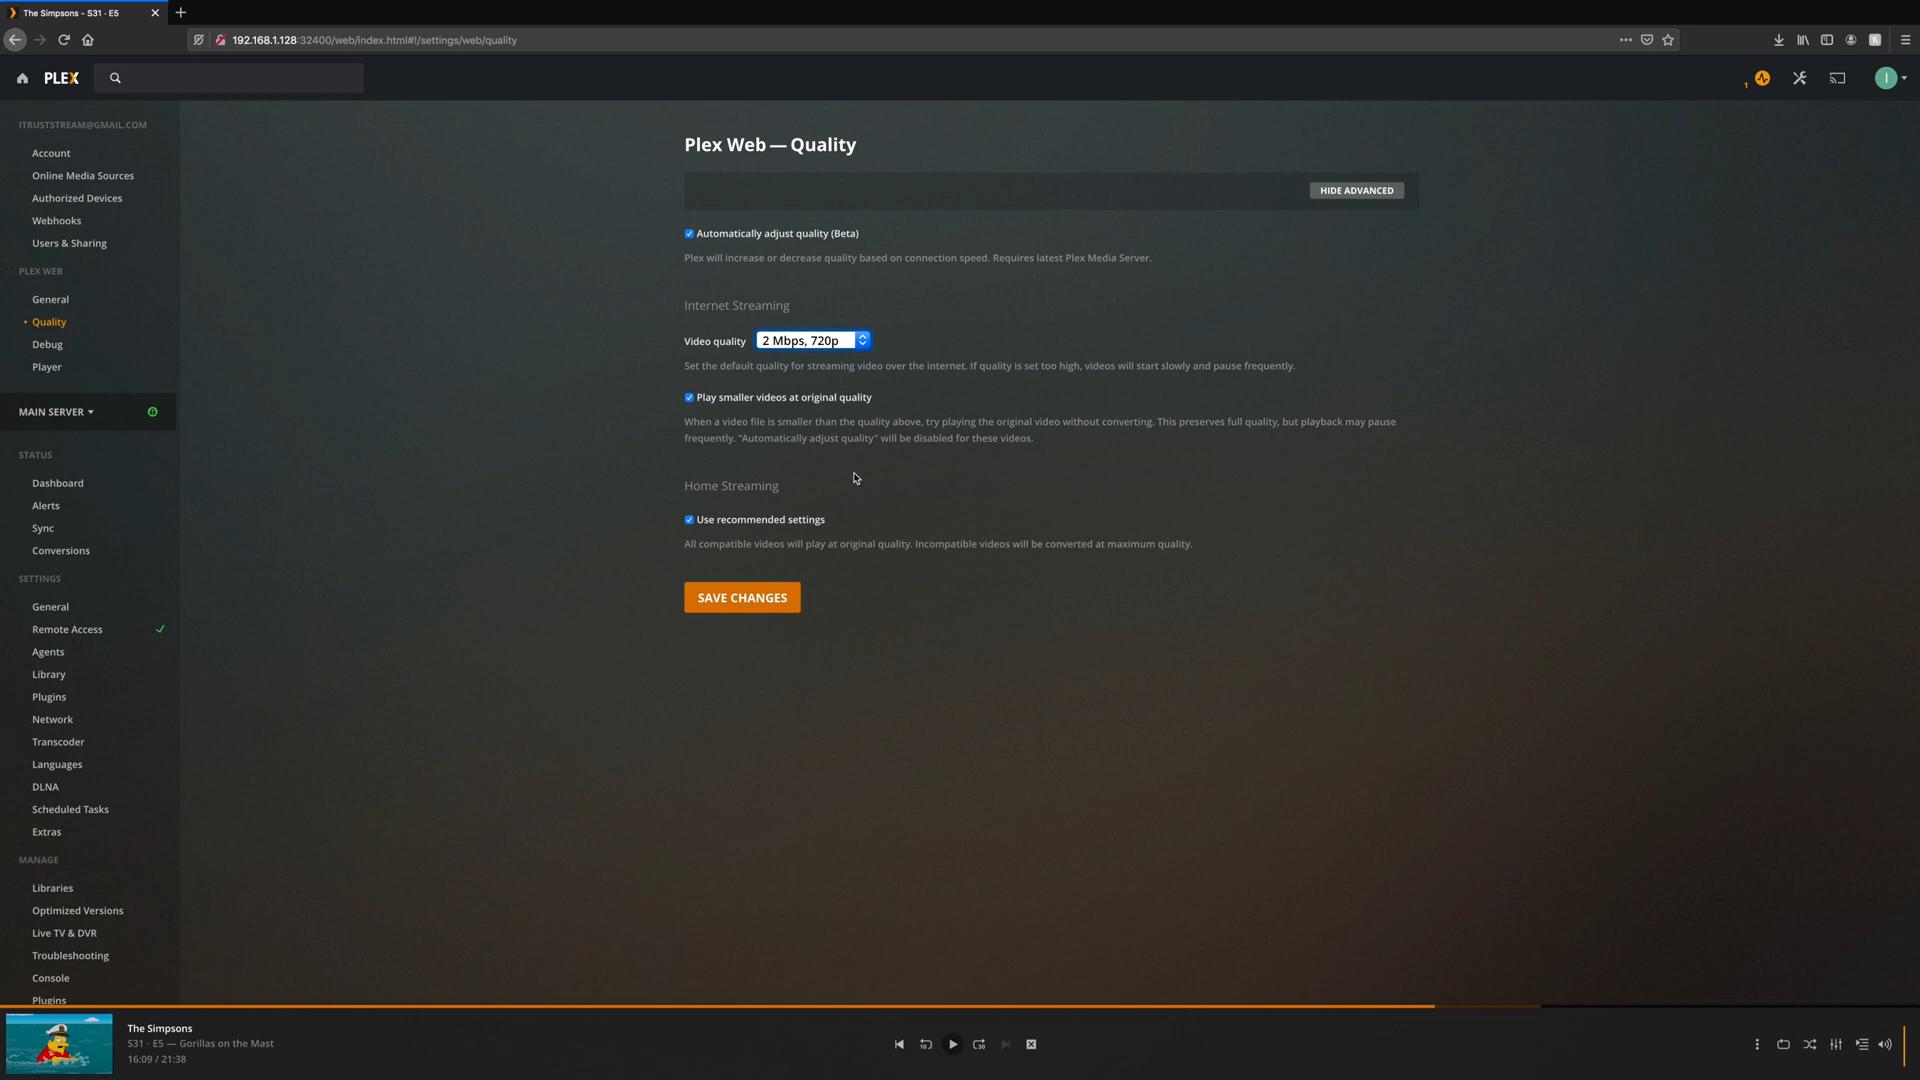 The Simpsons - S31 · E5
192.168.1.128:32400/web/index.html#!/settings/web/quality
PLEX
1
I
ITRUSTSTREAM@GMAIL.COM
Account
Online Media Sources
Authorized Devices
Webhooks
Users & Sharing
PLEX WEB
General
• Quality
Debug
Player
MAIN SERVER
STATUS
Dashboard
Alerts
Sync
Conversions
SETTINGS
General
Remote Access
Agents
Library
Plugins
Network
Transcoder
Languages
DLNA
Scheduled Tasks
Extras
MANAGE
Libraries
Optimized Versions
Live TV & DVR
Troubleshooting
Console
Plugins
Plex Web — Quality
HIDE ADVANCED
Automatically adjust quality (Beta)
Plex will increase or decrease quality based on connection speed. Requires latest Plex Media Server.
Internet Streaming
Video quality 2 Mbps, 720p
Set the default quality for streaming video over the internet. If quality is set too high, videos will start slowly and pause frequently.
Play smaller videos at original quality
When a video file is smaller than the quality above, try playing the original video without converting. This preserves full quality, but playback may pause
frequently. "Automatically adjust quality" will be disabled for these videos.
Home Streaming
Use recommended settings
All compatible videos will play at original quality. Incompatible videos will be converted at maximum quality.
SAVE CHANGES
The Simpsons
S31 · E5 — Gorillas on the Mast
16:09 / 21:38
10
30